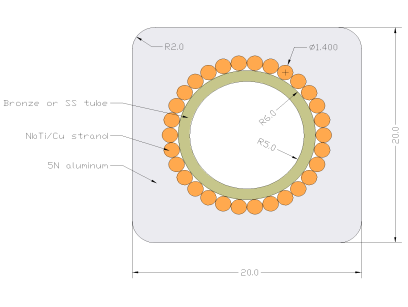 R2.0
Ø1.400
Bronze or SS tube
R6.0
NbTi/Cu strand
R5.0
5N aluminum
20.0
20.0